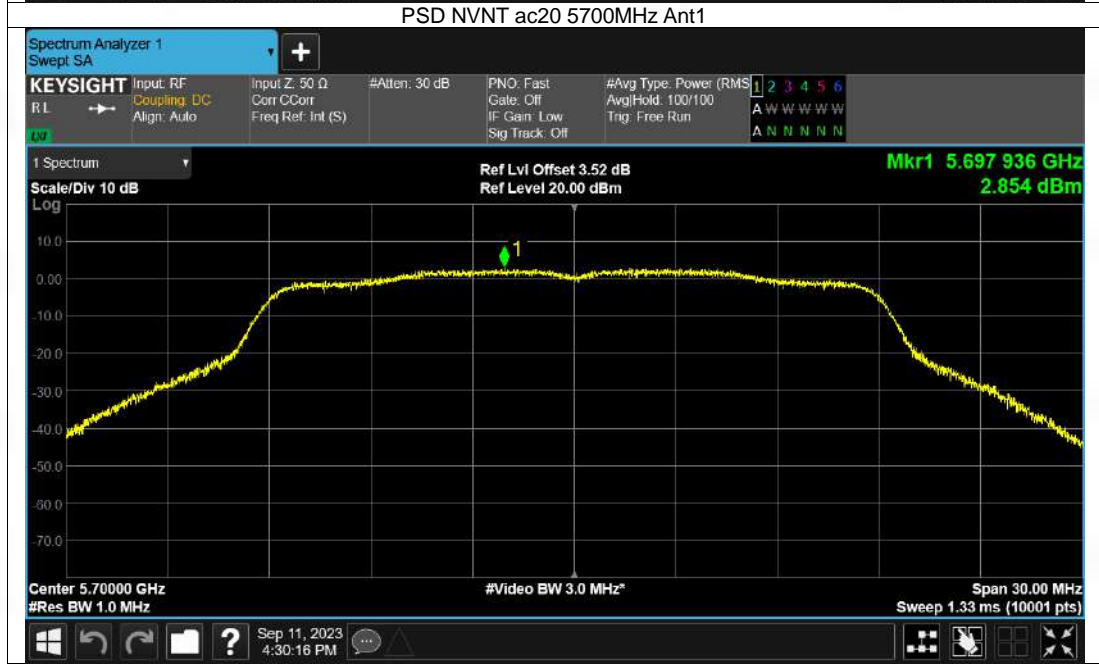 PSD NVNT ac20 5700MHz Ant1
Spectrum Analyzer 1
Swept SA
+
KEYSIGHT
R L
LXI
Input: RF
Coupling: DC
Align: Auto
Input Z: 50 Ω
Corr CCorr
Freq Ref: Int (S)
#Atten: 30 dB
PNO: Fast
Gate: Off
IF Gain: Low
Sig Track: Off
#Avg Type: Power (RMS
Avg|Hold: 100/100
Trig: Free Run
1 2 3 4 5 6
A W W W W W
A N N N N N
1 Spectrum
Scale/Div 10 dB
Log
Ref Lvl Offset 3.52 dB
Ref Level 20.00 dBm
Mkr1 5.697 936 GHz
2.854 dBm
10.0
0.00
-10.0
-20.0
-30.0
-40.0
-50.0
-60.0
-70.0
1
Center 5.70000 GHz
#Res BW 1.0 MHz
#Video BW 3.0 MHz*
Span 30.00 MHz
Sweep 1.33 ms (10001 pts)
?
Sep 11, 2023
4:30:16 PM